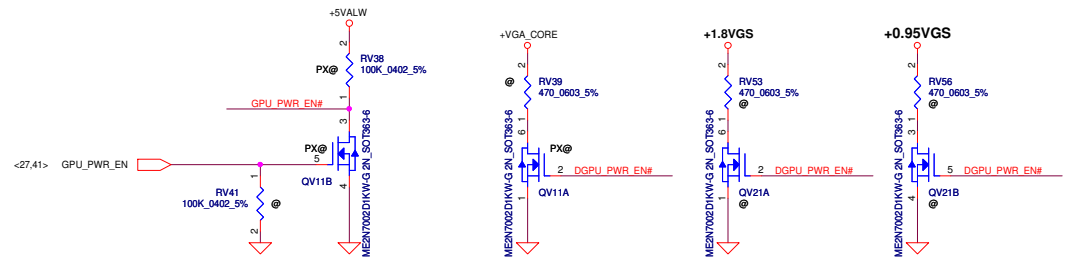 +5VALW
2
RV38
100K_0402_5%
PX@
1
GPU_PWR_EN#
3
PX@
5
QV11B
4
ME2N7002D1KW-G 2N_SOT363-6
<27,41>
GPU_PWR_EN
1
RV41
100K_0402_5%
@
2
+VGA_CORE
2
@
RV39
470_0603_5%
1
6
PX@
2
DGPU_PWR_EN#
QV11A
1
ME2N7002D1KW-G 2N_SOT363-6
+1.8VGS
2
RV53
470_0603_5%
@
1
6
2
DGPU_PWR_EN#
QV21A
@
1
ME2N7002D1KW-G 2N_SOT363-6
+0.95VGS
2
RV56
470_0603_5%
@
1
3
5
DGPU_PWR_EN#
QV21B
@
4
ME2N7002D1KW-G 2N_SOT363-6